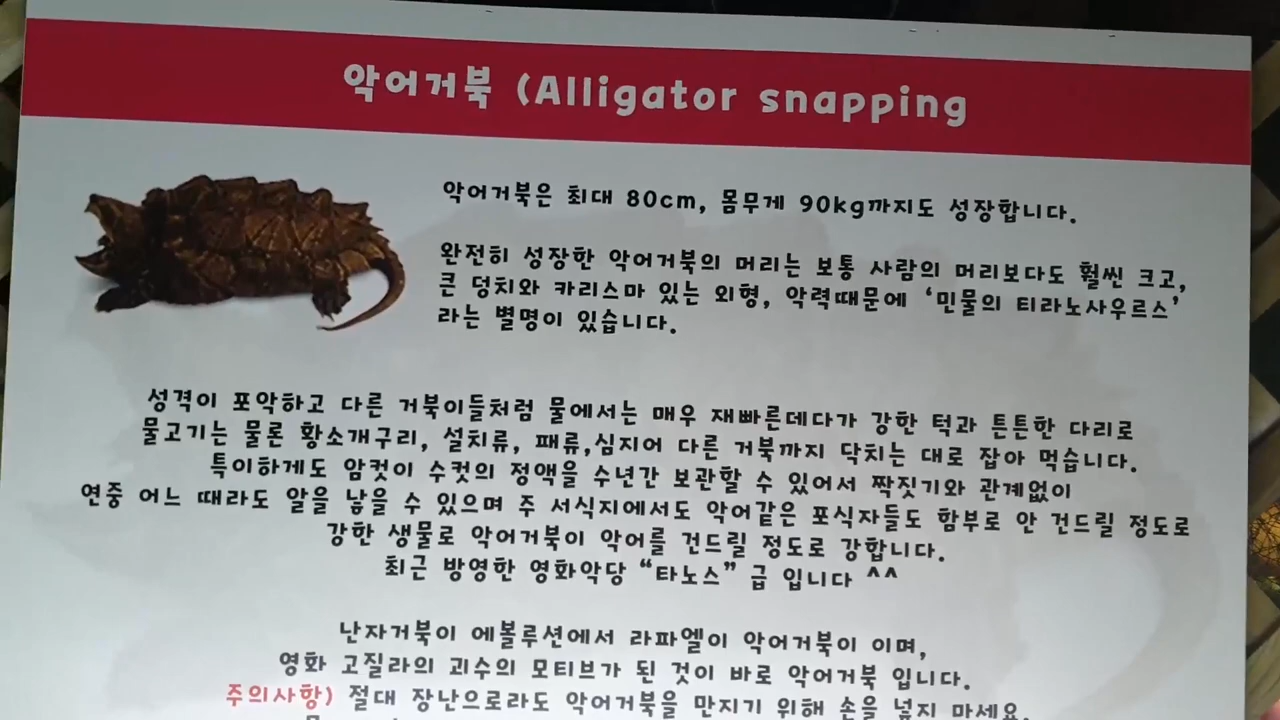 악어거북 (Alligator snapping
악어거북은 최대 80cm, 몸무게 90kg까지도 성장합니다.
완전히 성장한 악어거북의 머리는 보통 사람의 머리보다도 훨씬 크고,
큰 덩치와 카리스마 있는 외형, 악력때문에 ‘민물의 티라노사우르스’
라는 별명이 있습니다.
성격이 포악하고 다른 거북이들처럼 물에서는 매우 재빠른데다가 강한 턱과 튼튼한 다리로
물고기는 물론 황소개구리, 설치류, 패류,심지어 다른 거북까지 닥치는 대로 잡아 먹습니다.
특이하게도 암컷이 수컷의 정액을 수년간 보관할 수 있어서 짝짓기와 관계없이
연중 어느 때라도 알을 낳을 수 있으며 주 서식지에서도 악어같은 포식자들도 함부로 안 건드릴 정도로
강한 생물로 악어거북이 악어를 건드릴 정도로 강합니다.
최근 방영한 영화악당 “타노스” 급 입니다 ^^
난자거북이 에볼루션에서 라파엘이 악어거북이 이며,
영화 고질라의 괴수의 모티브가 된 것이 바로 악어거북 입니다.
주의사항) 절대 장난으로라도 악어거북을 만지기 위해 손을 넣지 마세요.